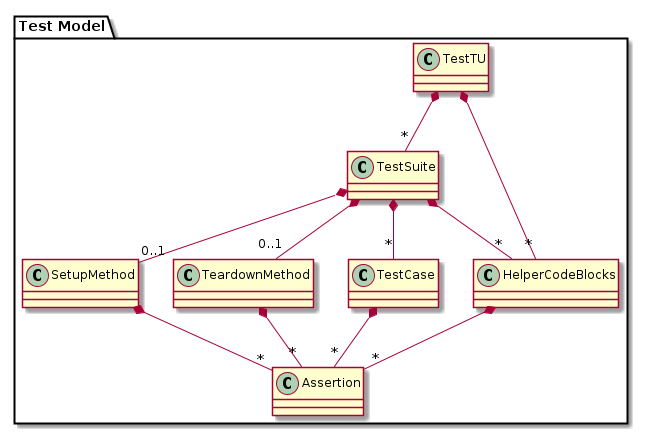 Test Model
C TestTU
*
C TestSuite
0..1
0..1
*
*
*
C SetupMethod
C TeardownMethod
C TestCase
C HelperCodeBlocks
*
*
*
*
C Assertion